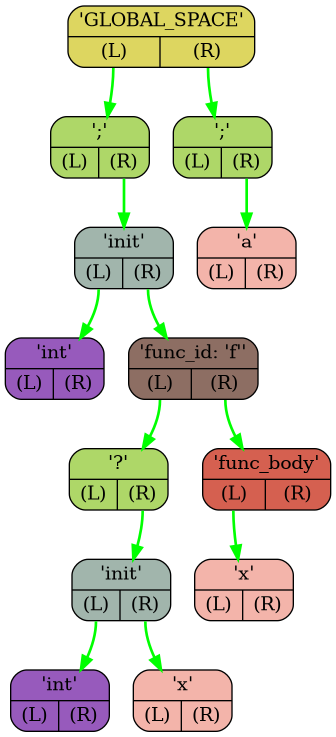 'GLOBAL_SPACE'
(L) (R)
';' ';'
(L) (R) (L) (R)
'init' 'a'
(L) (R) (L) (R)
'int' 'func_id: 'f''
(L) (R) (L) (R)
'?' 'func_body'
(L) (R) (L) (R)
'init' 'x'
(L) (R) (L) (R)
'int' 'x'
(L) (R) (L) (R)